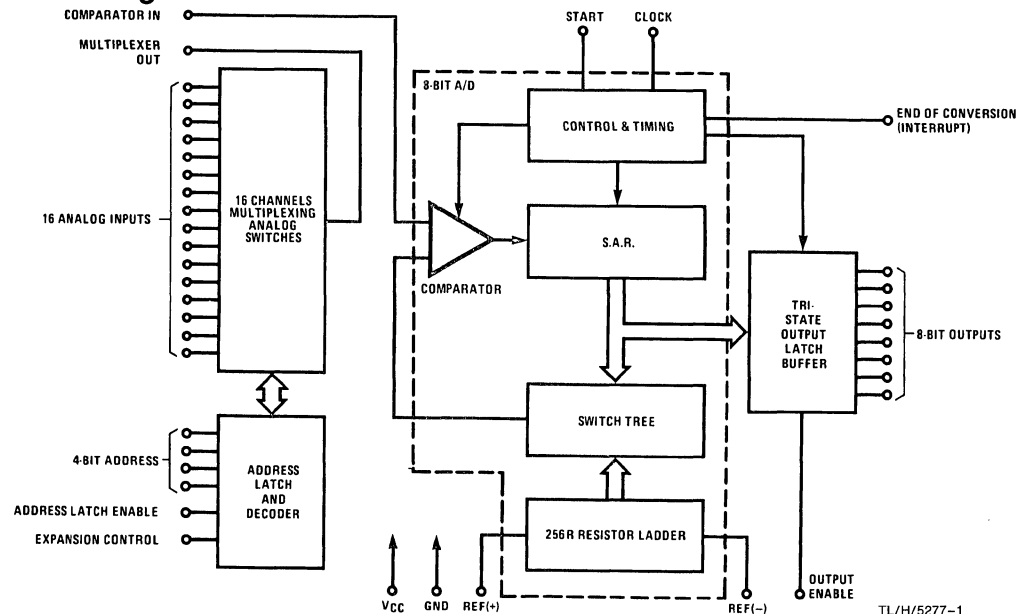 COMPARATOR IN
MULTIPLEXER
OUT
START
CLOCK
8-BIT A/D
CONTROL & TIMING
END OF CONVERSION
(INTERRUPT)
16 ANALOG INPUTS
16 CHANNELS
MULTIPLEXING
ANALOG
SWITCHES
S.A.R.
COMPARATOR
TRI-
STATE
OUTPUT
LATCH
BUFFER
8-BIT OUTPUTS
SWITCH TREE
4-BIT ADDRESS
ADDRESS
LATCH
AND
DECODER
ADDRESS LATCH ENABLE
EXPANSION CONTROL
256R RESISTOR LADDER
VCC
GND
REF(+)
REF(−)
OUTPUT
ENABLE
TL/H/5277-1